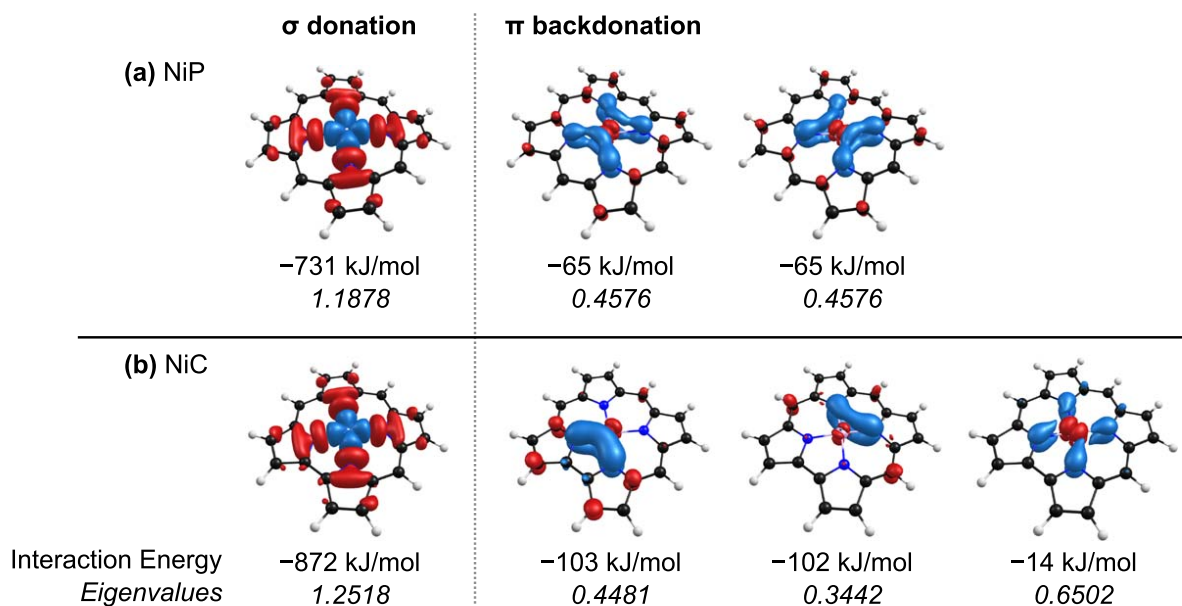 σ donation π backdonation
(a) NiP
−731 kJ/mol −65 kJ/mol −65 kJ/mol
1.1878 0.4576 0.4576
(b) NiC
Interaction Energy −872 kJ/mol −103 kJ/mol −102 kJ/mol −14 kJ/mol
Eigenvalues 1.2518 0.4481 0.3442 0.6502